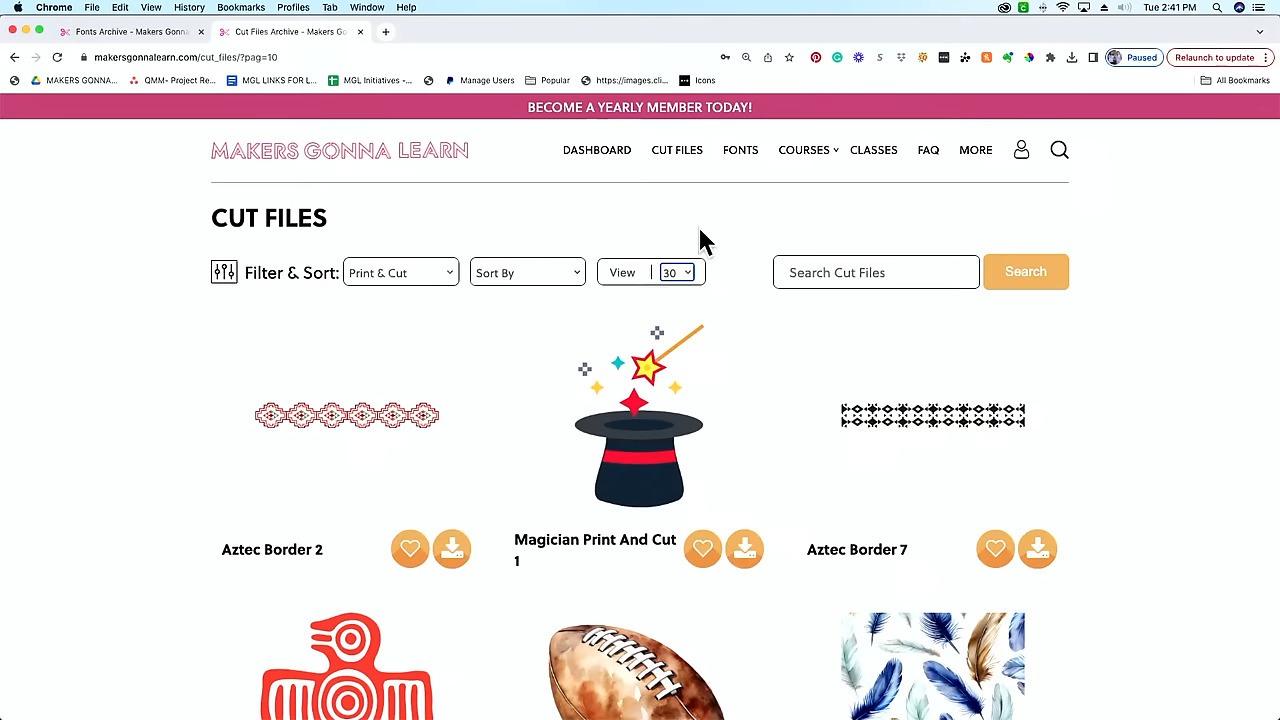 Chrome File Edit View History Bookmarks Profiles Tab Window Help Tue 2:41 PM
Fonts Archive - Makers Gonna Cut Files Archive - Makers Go
makersgonnalearn.com/cut_files/?pag=10 Paused Relaunch to update
MAKERS GONNA... QMM- Project Re... MGL LINKS FOR L... MGL Initiatives -... Manage Users Popular https://images.cli... Icons All Bookmarks
BECOME A YEARLY MEMBER TODAY!
MAKERS GONNA LEARN DASHBOARD CUT FILES FONTS COURSES CLASSES FAQ MORE
CUT FILES
Filter & Sort: Print & Cut Sort By View | 30 Search Cut Files Search
Aztec Border 2
Magician Print And Cut
1
Aztec Border 7